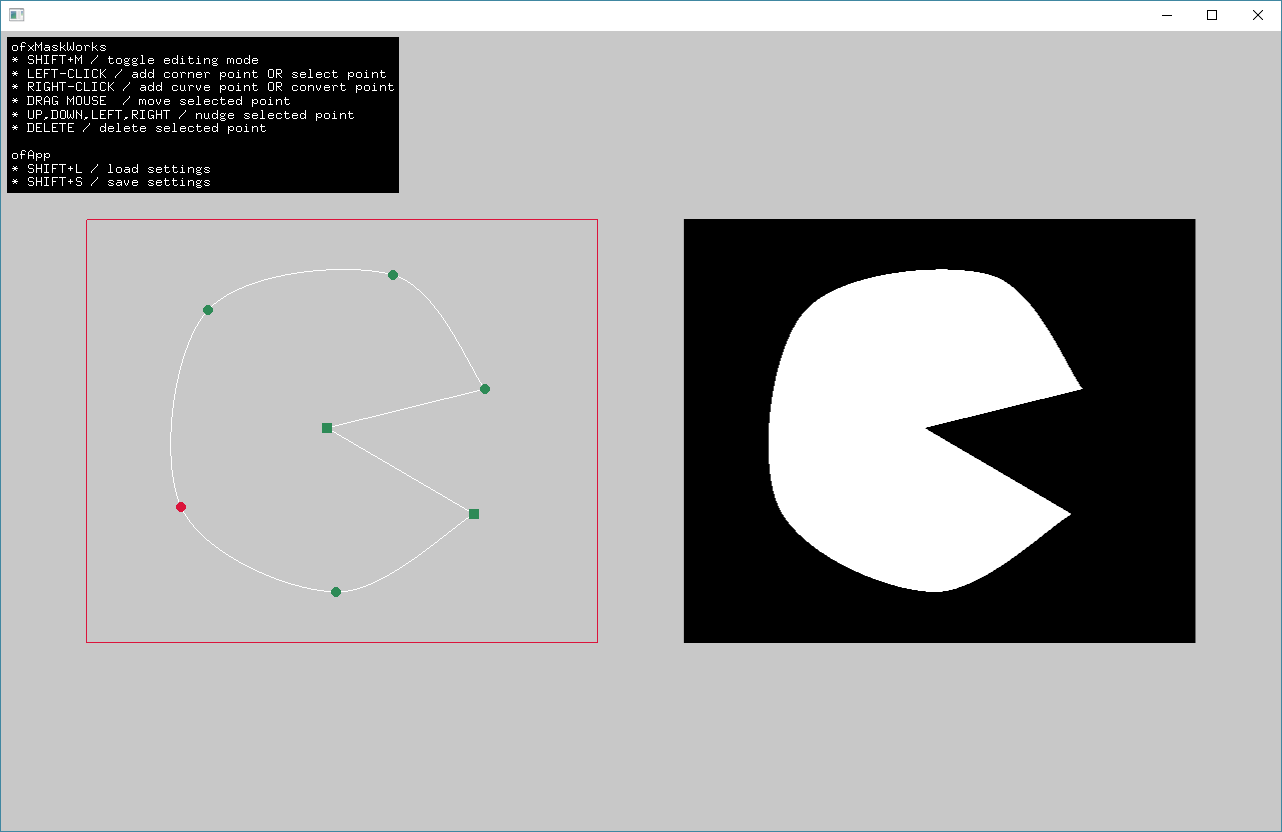 ofxMaskWorks
* SHIFT+M / toggle editing mode
* LEFT-CLICK / add corner point OR select point
* RIGHT-CLICK / add curve point OR convert point
* DRAG MOUSE  / move selected point
* UP,DOWN,LEFT,RIGHT / nudge selected point
* DELETE / delete selected point
ofApp
* SHIFT+L / load settings
* SHIFT+S / save settings